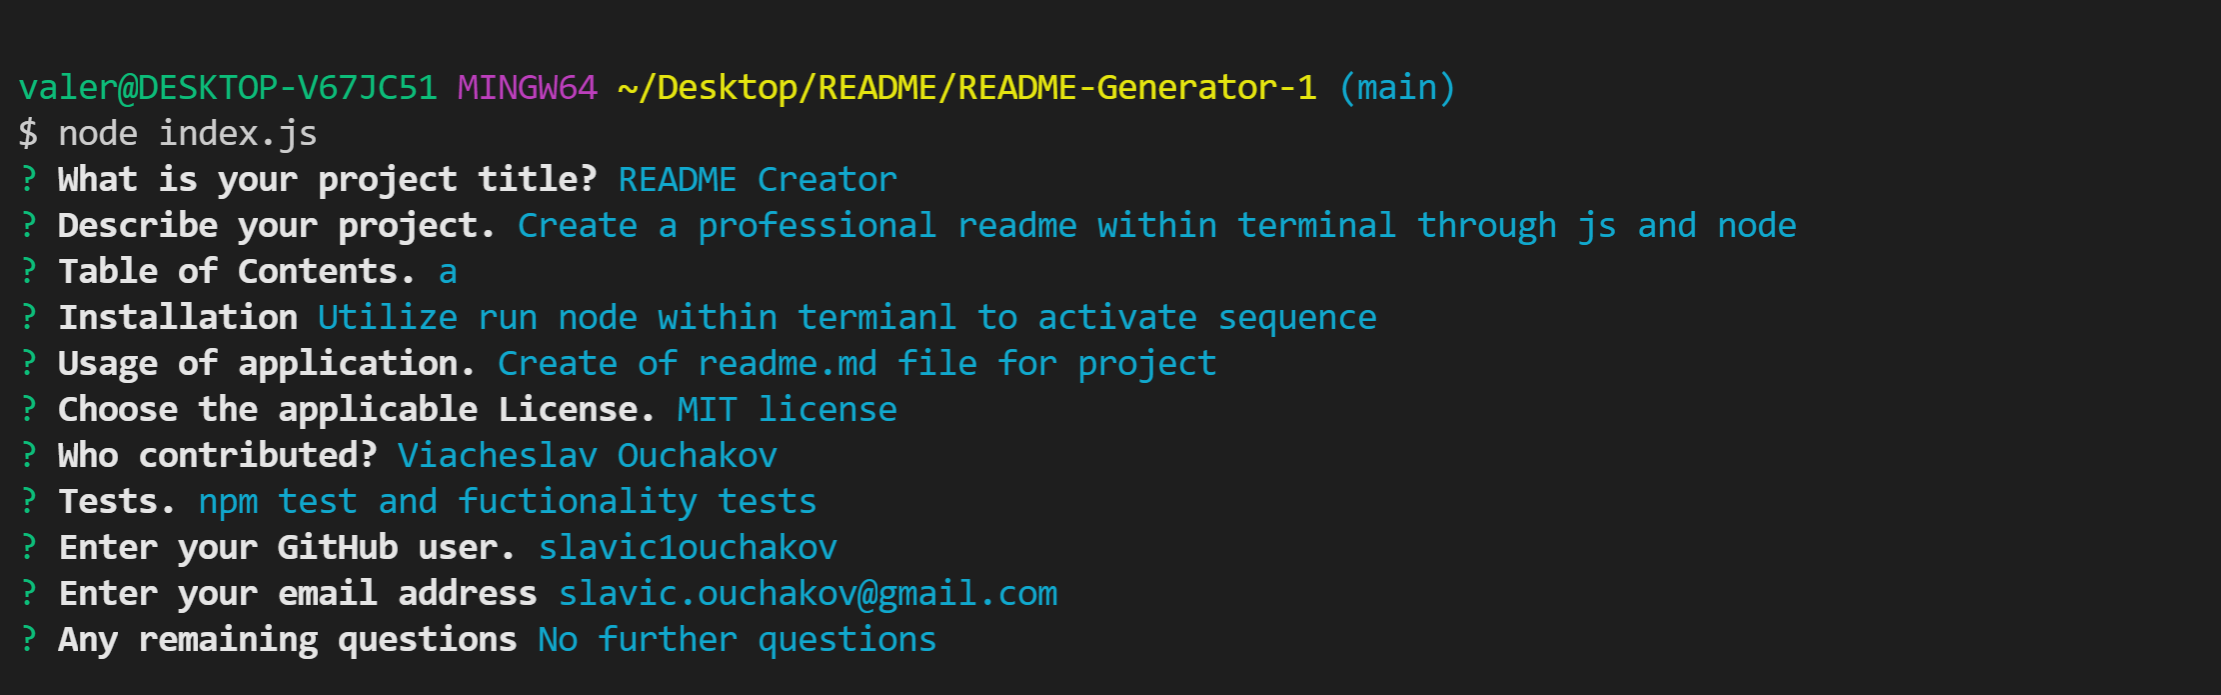 valer@DESKTOP-V67JC51 MINGW64 ~/Desktop/README/README-Generator-1 (main)
$ node index.js
? What is your project title? README Creator
? Describe your project. Create a professional readme within terminal through js and node
? Table of Contents. a
? Installation Utilize run node within termianl to activate sequence
? Usage of application. Create of readme.md file for project
? Choose the applicable License. MIT license
? Who contributed? Viacheslav Ouchakov
? Tests. npm test and fuctionality tests
? Enter your GitHub user. slavic1ouchakov
? Enter your email address slavic.ouchakov@gmail.com
? Any remaining questions No further questions